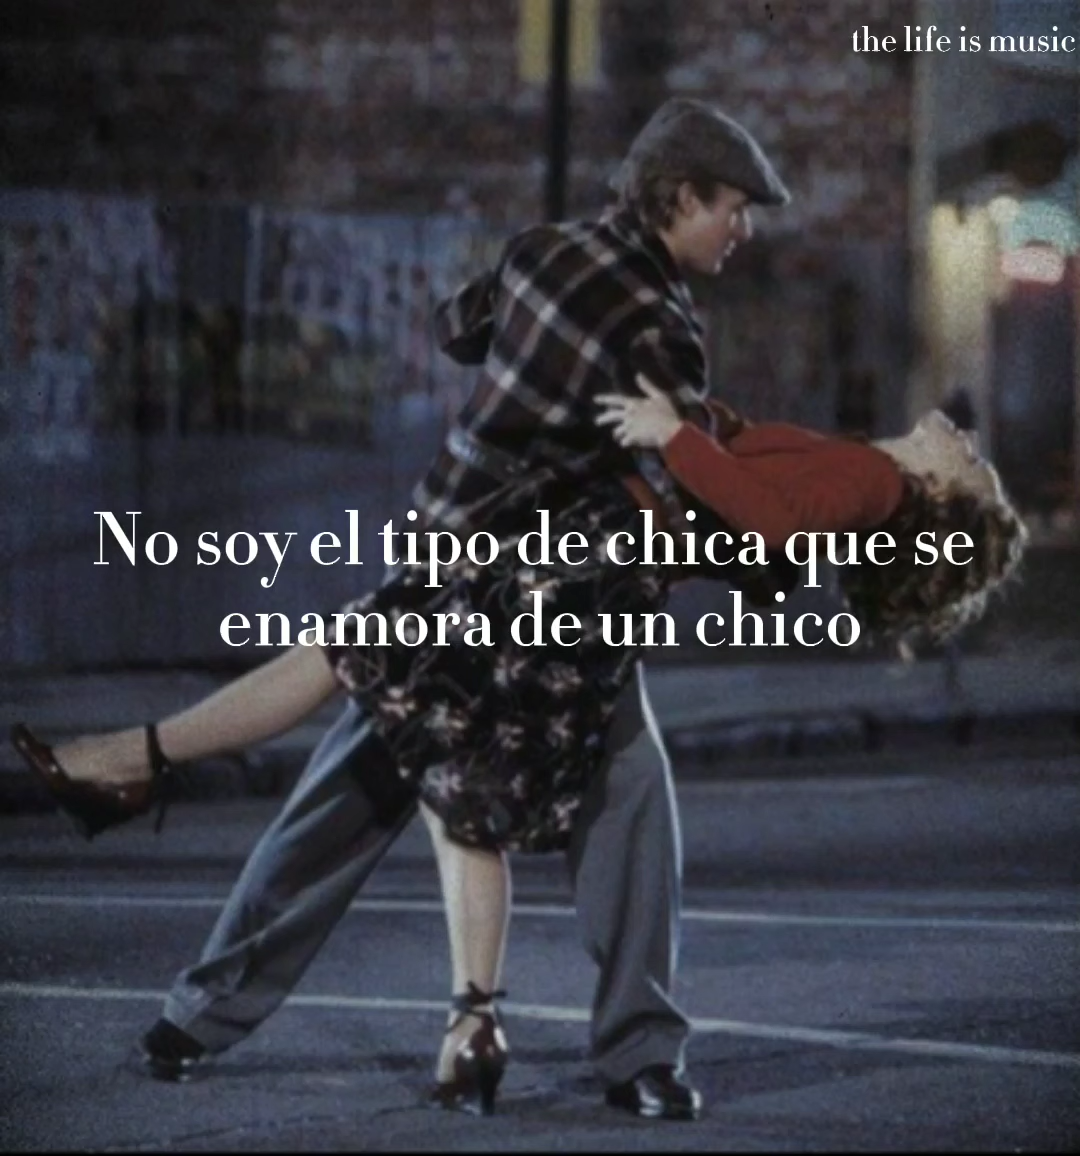 the life is music
No soy el tipo de chica que se
enamora de un chico